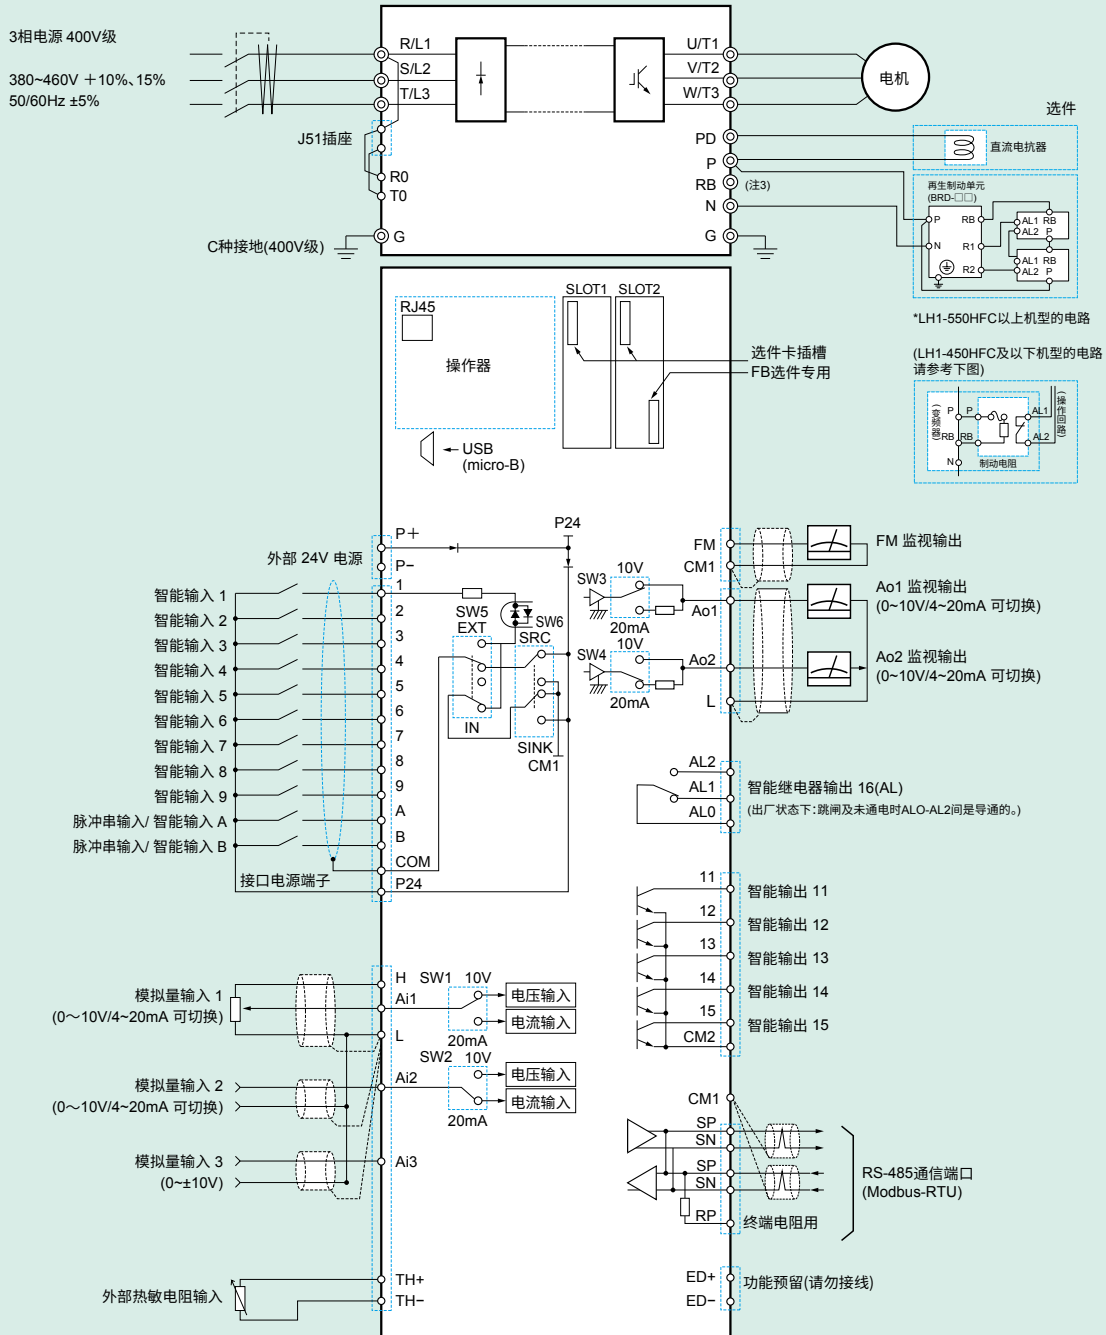 3相电源 400V级
380~460V ＋10%、15%
50/60Hz ±5%
R/L1
S/L2
T/L3
J51插座
R0
T0
C种接地(400V级)
G
U/T1
V/T2
W/T3
电机
PD
P
RB
(注3)
N
G
选件
直流电抗器
再生制动单元
(BRD-□□)
P
RB
N
R1
R2
AL1 RB
AL2 P
AL1 RB
AL2 P
*LH1-550HFC以上机型的电路
(LH1-450HFC及以下机型的电路
请参考下图)
(变频器)
P
P
RB
RB
N
AL1
AL2
制动电阻
(操作回路)
RJ45
操作器
SLOT1
SLOT2
选件卡插槽
FB选件专用
USB
(micro-B)
外部 24V 电源
P＋
P−
P24
智能输入 1
智能输入 2
智能输入 3
智能输入 4
智能输入 5
智能输入 6
智能输入 7
智能输入 8
智能输入 9
脉冲串输入/ 智能输入 A
脉冲串输入/ 智能输入 B
接口电源端子
1
2
3
4
5
6
7
8
9
A
B
COM
P24
SW5
EXT
IN
SW6
SRC
SINK
CM1
SW3
10V
20mA
SW4
10V
20mA
FM
CM1
Ao1
Ao2
L
FM 监视输出
Ao1 监视输出
(0~10V/4~20mA 可切换)
Ao2 监视输出
(0~10V/4~20mA 可切换)
AL2
AL1
AL0
智能继电器输出 16(AL)
(出厂状态下：跳闸及未通电时ALO-AL2间是导通的。)
11
12
13
14
15
CM2
智能输出 11
智能输出 12
智能输出 13
智能输出 14
智能输出 15
模拟量输入 1
(0～10V/4~20mA 可切换)
模拟量输入 2
(0～10V/4~20mA 可切换)
模拟量输入 3
(0~±10V)
H
Ai1
L
Ai2
Ai3
SW1
10V
20mA
电压输入
电流输入
SW2
10V
20mA
电压输入
电流输入
CM1
SP
SN
SP
SN
RP
RS-485通信端口
(Modbus-RTU)
终端电阻用
外部热敏电阻输入
TH+
TH−
ED+
ED−
功能预留(请勿接线)